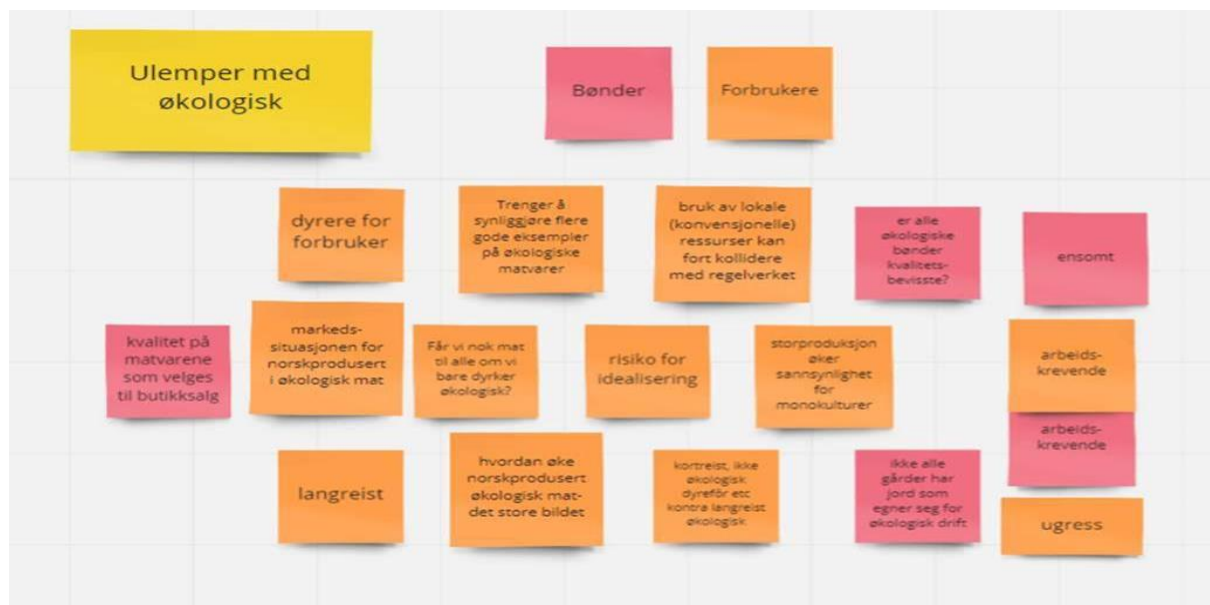 Ulemper med
økologisk
Bønder
Forbrukere
dyrere for
forbruker
Trenger å
synliggjøre flere
gode eksempler
på økologiske
matvarer
bruk av lokale
(konvensjonelle)
ressurser kan
fort kollidere
med regelverket
er alle
økologiske
bønder
kvalitets-
bevisste?
ensomt
kvalitet på
matvarene
som velges
til butikksalg
markeds-
situasjonen for
norskprodusert
i økologisk mat
Får vi nok mat
til alle om vi
bare dyrker
økologisk?
risiko for
idealisering
storproduksjon
øker
sannsynlighet
for
monokulturer
arbeids-
krevende
arbeids-
krevende
langreist
hvordan øke
norskprodusert
økologisk mat-
det store bildet
kortreist, ikke
økologisk
dyrefôr etc
kontra langreist
økologisk
ikke alle
gårder har
jord som
egner seg for
økologisk drift
ugress